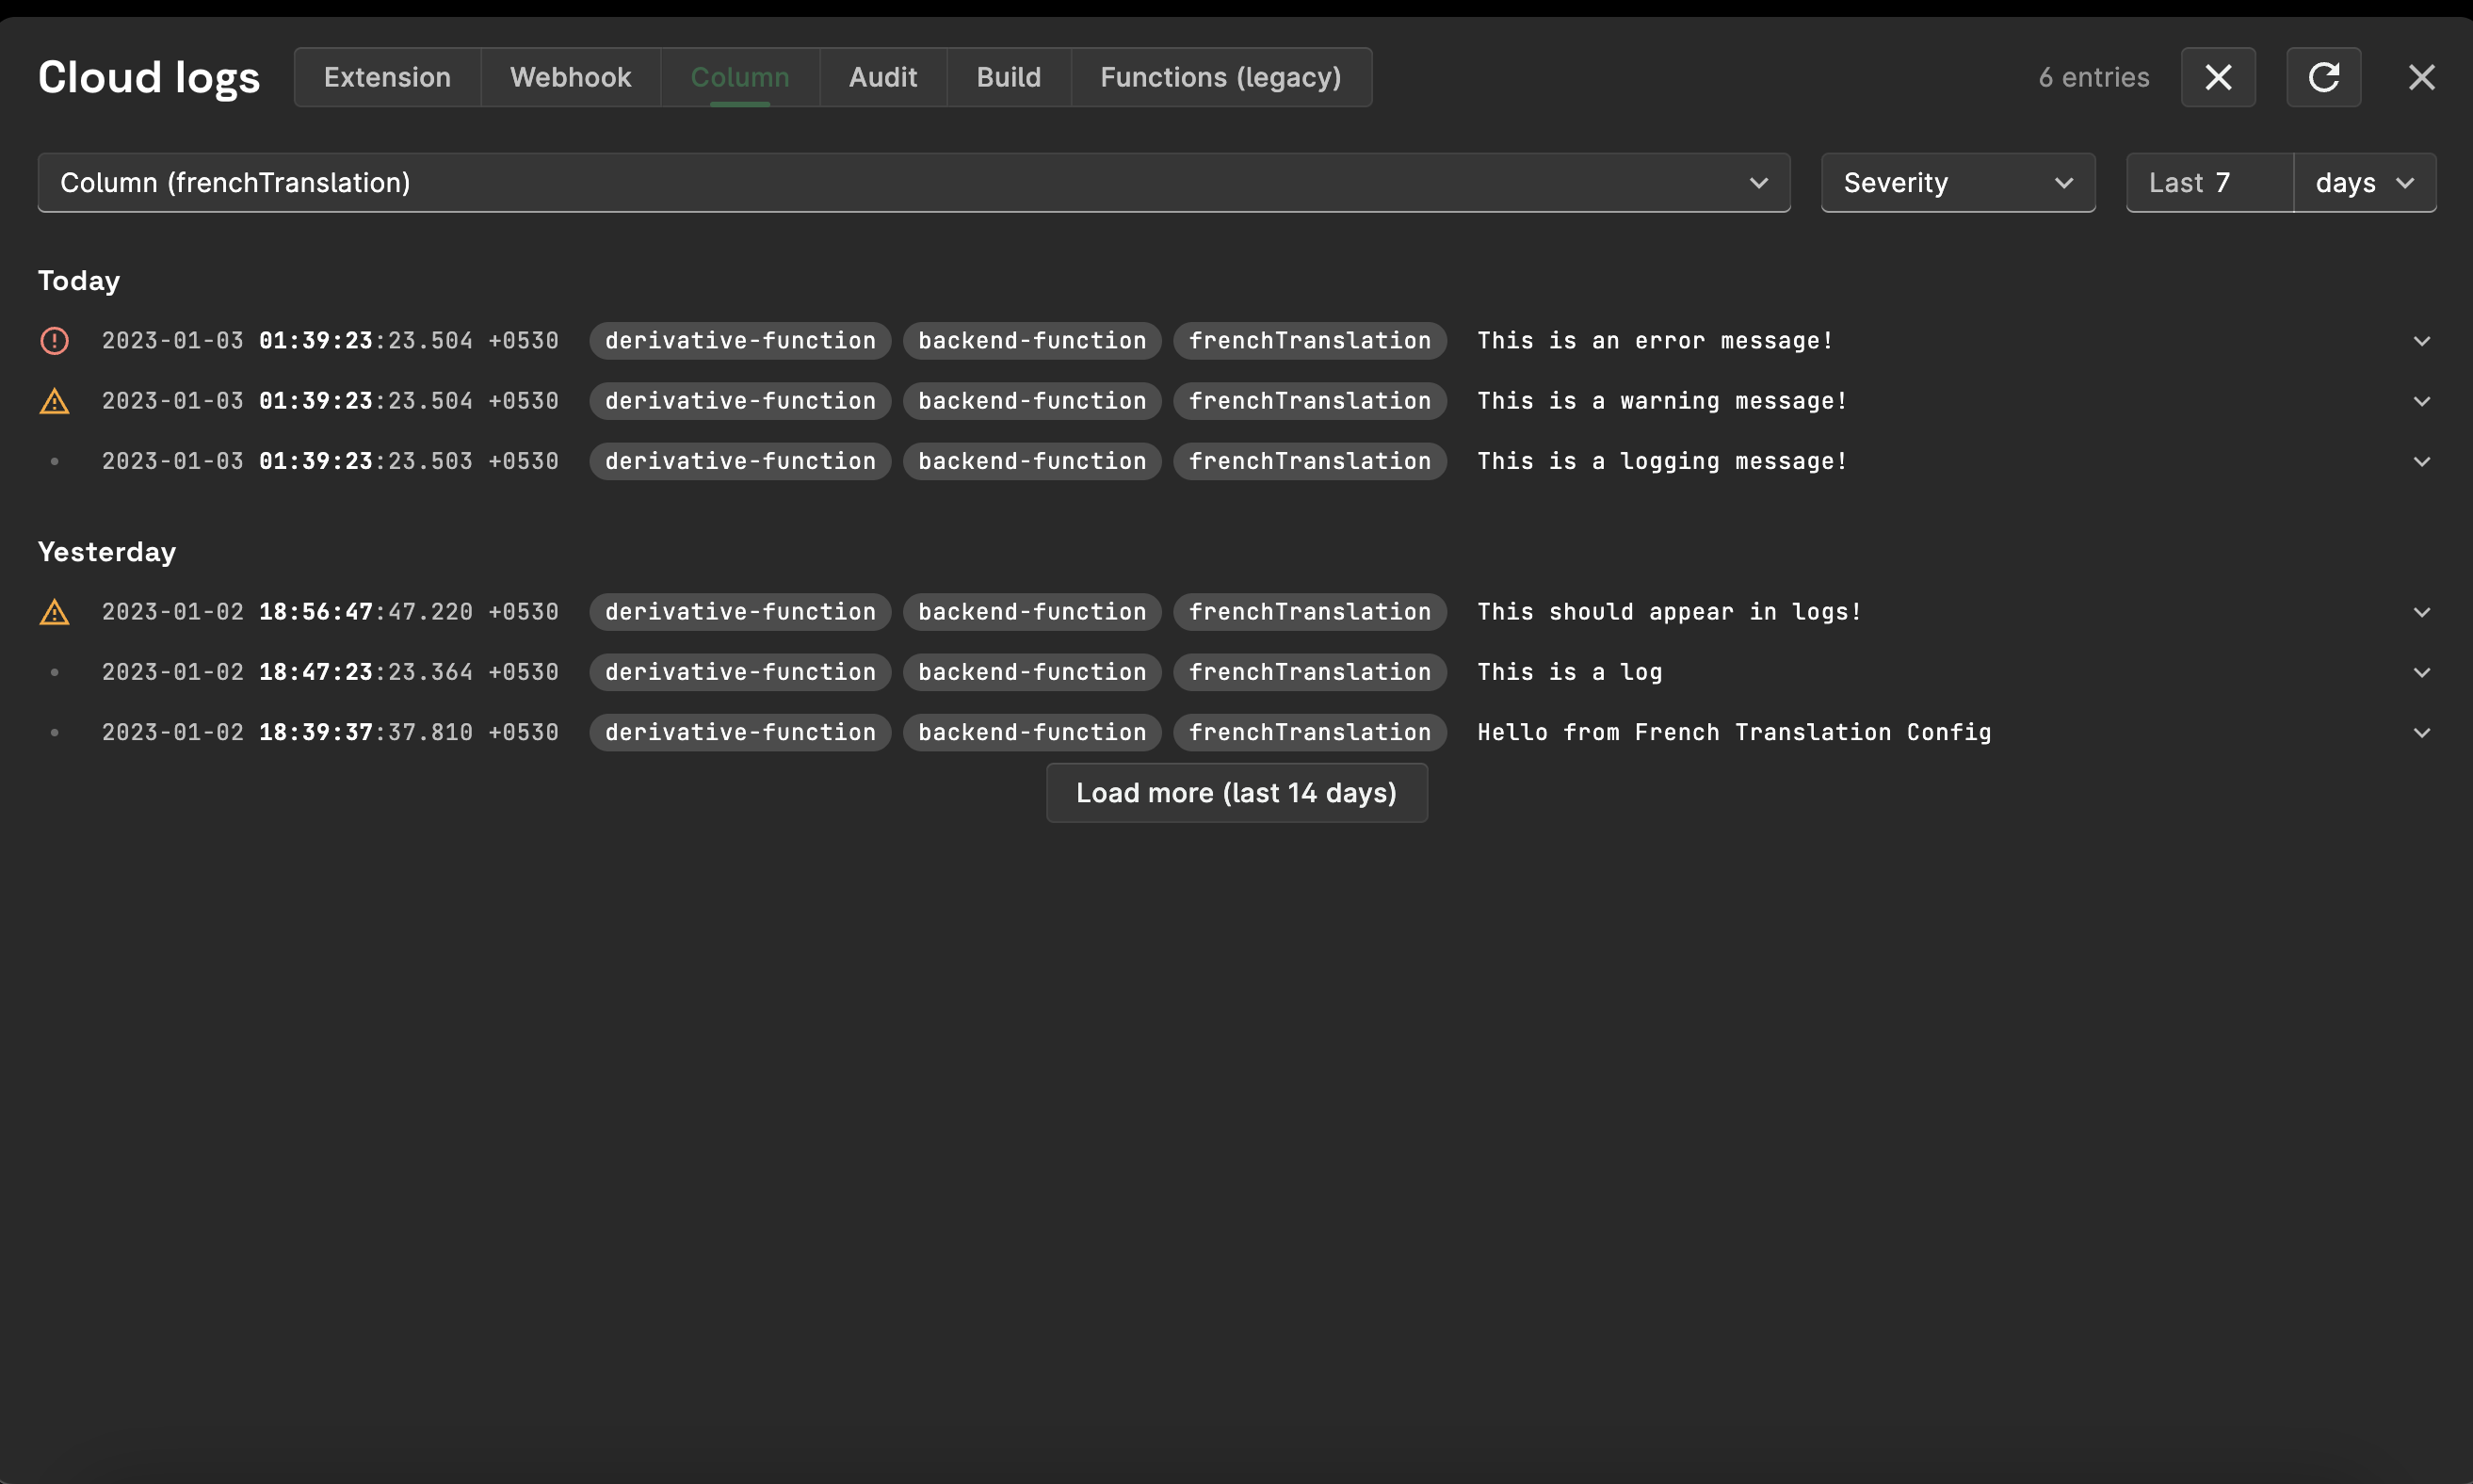 Cloud logs Extension Webhook Column Audit Build Functions (legacy) 6 entries
Column (frenchTranslation) Severity Last 7 days
Today
2023-01-03 01:39:23:23.504 +0530 derivative-function backend-function frenchTranslation This is an error message!
2023-01-03 01:39:23:23.504 +0530 derivative-function backend-function frenchTranslation This is a warning message!
2023-01-03 01:39:23:23.503 +0530 derivative-function backend-function frenchTranslation This is a logging message!
Yesterday
2023-01-02 18:56:47:47.220 +0530 derivative-function backend-function frenchTranslation This should appear in logs!
2023-01-02 18:47:23:23.364 +0530 derivative-function backend-function frenchTranslation This is a log
2023-01-02 18:39:37:37.810 +0530 derivative-function backend-function frenchTranslation Hello from French Translation Config
Load more (last 14 days)